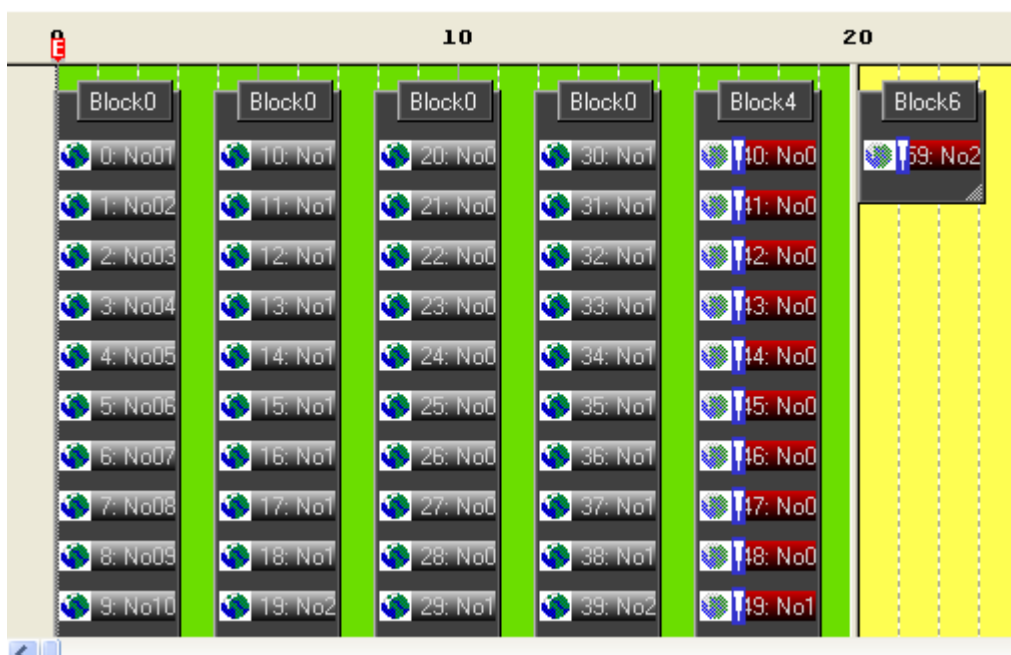 0 10 20
E
Block0 Block0 Block0 Block0 Block4 Block6
0: No01 10: No1 20: No0 30: No1 40: No0 59: No2
1: No02 11: No1 21: No0 31: No1 41: No0
2: No03 12: No1 22: No0 32: No1 42: No0
3: No04 13: No1 23: No0 33: No1 43: No0
4: No05 14: No1 24: No0 34: No1 44: No0
5: No06 15: No1 25: No0 35: No1 45: No0
6: No07 16: No1 26: No0 36: No1 46: No0
7: No08 17: No1 27: No0 37: No1 47: No0
8: No09 18: No1 28: No0 38: No1 48: No0
9: No10 19: No2 29: No1 39: No2 49: No1